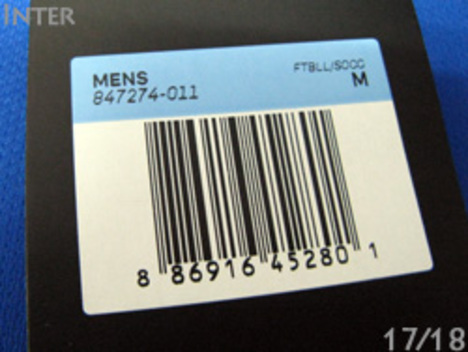 INTER
MENS
FTBLL/SOCC
847274-011
M
8 86916 45280 1
17/18